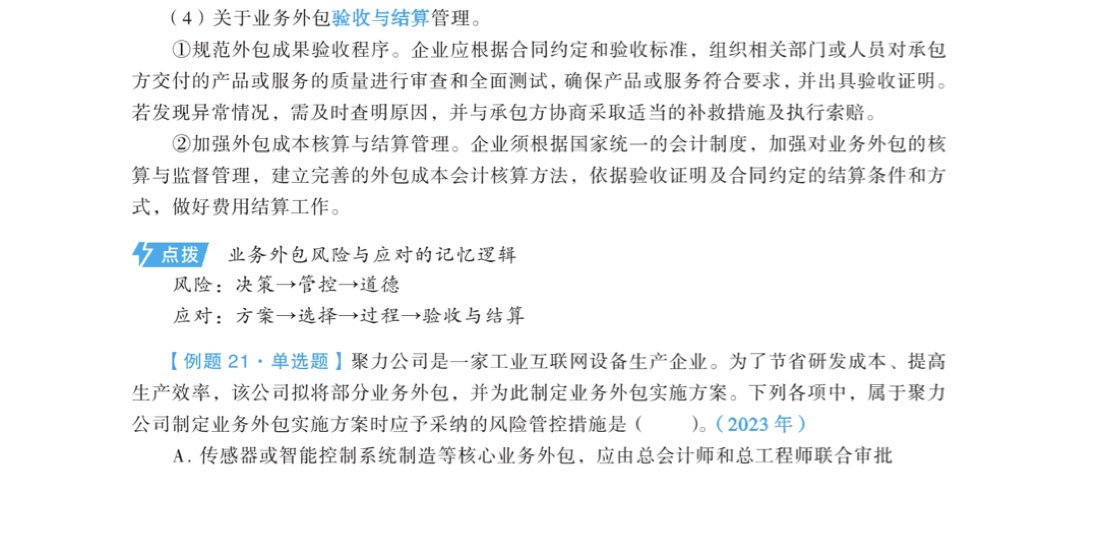 （4）关于业务外包验收与结算管理。
①规范外包成果验收程序。企业应根据合同约定和验收标准，组织相关部门或人员对承包
方交付的产品或服务的质量进行审查和全面测试，确保产品或服务符合要求，并出具验收证明。
若发现异常情况，需及时查明原因，并与承包方协商采取适当的补救措施及执行索赔。
②加强外包成本核算与结算管理。企业须根据国家统一的会计制度，加强对业务外包的核
算与监督管理，建立完善的外包成本会计核算方法，依据验收证明及合同约定的结算条件和方
式，做好费用结算工作。
点拨 业务外包风险与应对的记忆逻辑
风险：决策→管控→道德
应对：方案→选择→过程→验收与结算
【例题 21·单选题】聚力公司是一家工业互联网设备生产企业。为了节省研发成本、提高
生产效率，该公司拟将部分业务外包，并为此制定业务外包实施方案。下列各项中，属于聚力
公司制定业务外包实施方案时应予采纳的风险管控措施是（　　）。（2023 年）
A. 传感器或智能控制系统制造等核心业务外包，应由总会计师和总工程师联合审批